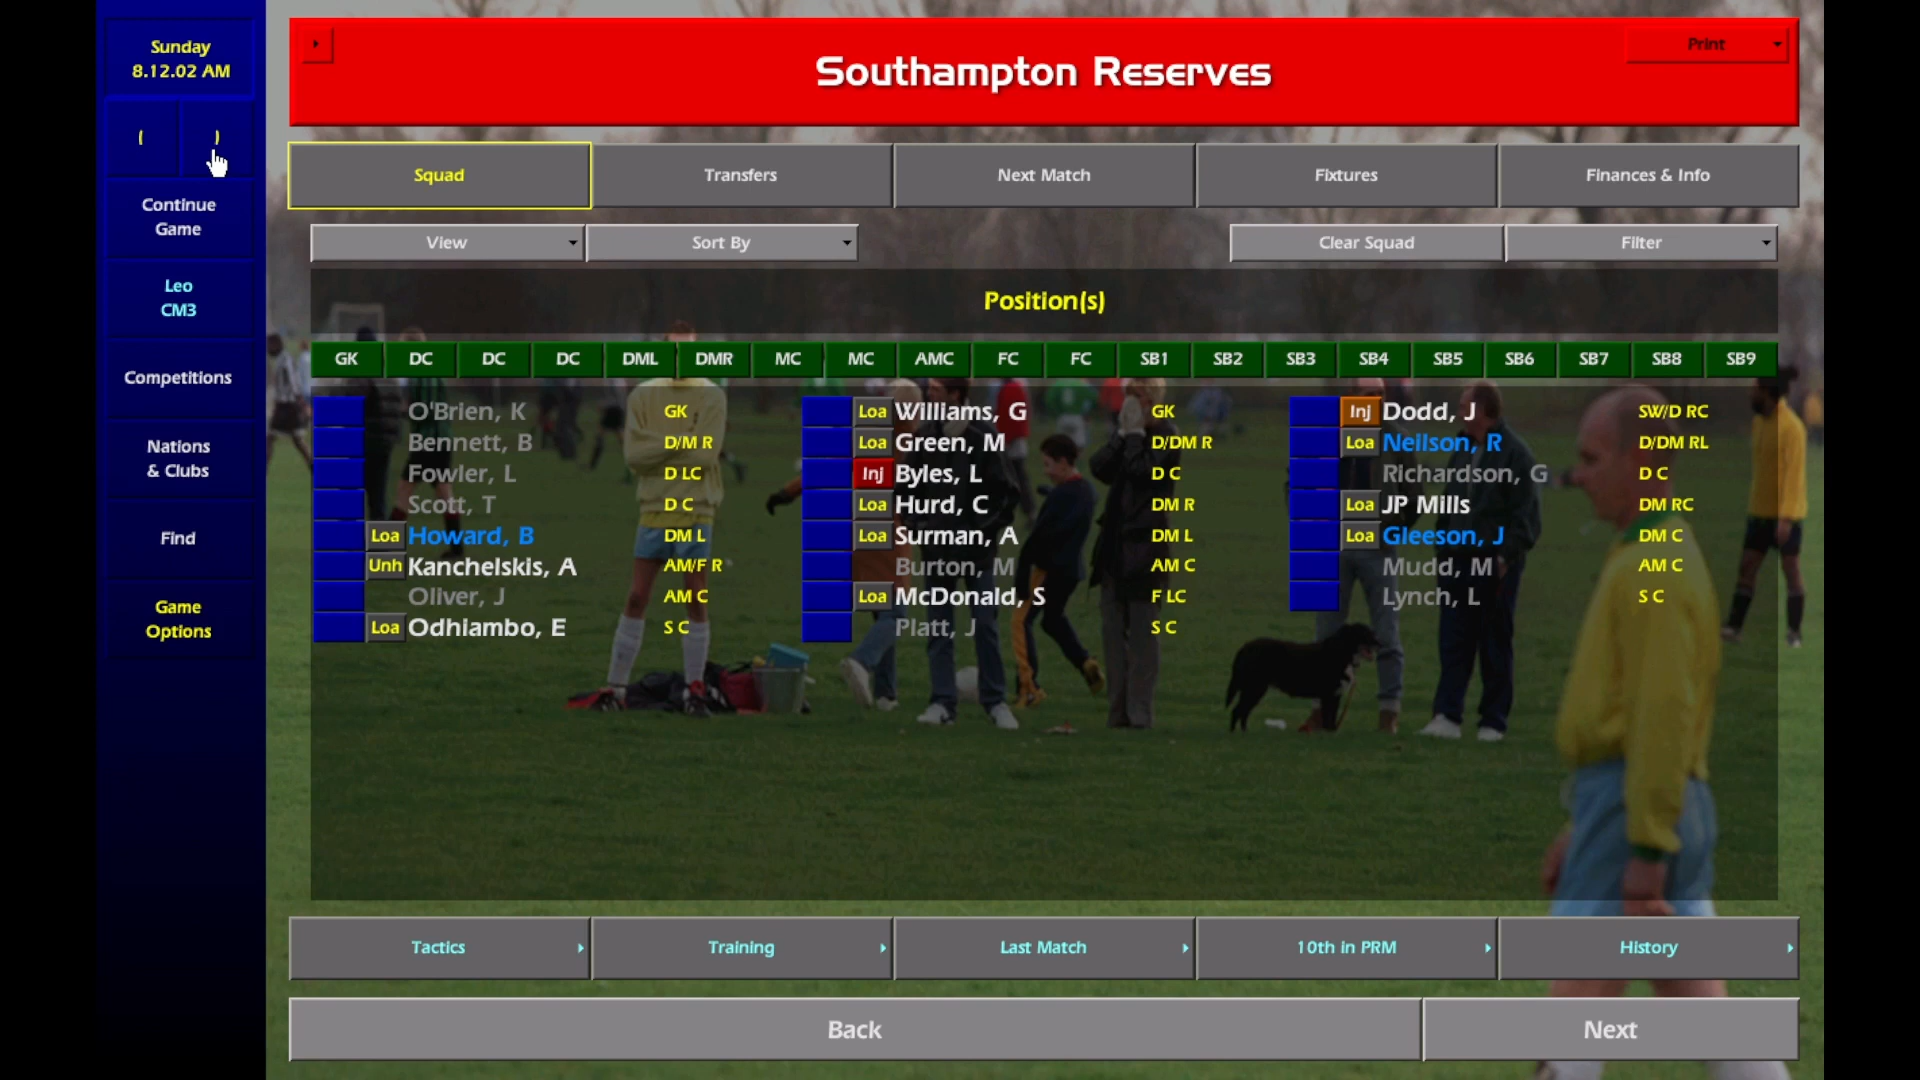 Sunday
8.12.02 AM
( )
Continue
Game
Leo
CM3
Competitions
Nations
& Clubs
Find
Game
Options
Southampton Reserves
Print
Squad Transfers Next Match Fixtures Finances & Info
View Sort By Clear Squad Filter
Position(s)
GK DC DC DC DML DMR MC MC AMC FC FC SB1 SB2 SB3 SB4 SB5 SB6 SB7 SB8 SB9
O'Brien, K GK Loa Williams, G GK Inj Dodd, J SW/D RC
Bennett, B D/M R Loa Green, M D/DM R Loa Neilson, R D/DM RL
Fowler, L D LC Inj Byles, L D C Richardson, G D C
Scott, T D C Loa Hurd, C DM R Loa JP Mills DM RC
Loa Howard, B DM L Loa Surman, A DM L Loa Gleeson, J DM C
Unh Kanchelskis, A AM/F R Burton, M AM C Mudd, M AM C
Oliver, J AM C Loa McDonald, S F LC Lynch, L S C
Loa Odhiambo, E S C Platt, J S C
Tactics Training Last Match 10th in PRM History
Back Next